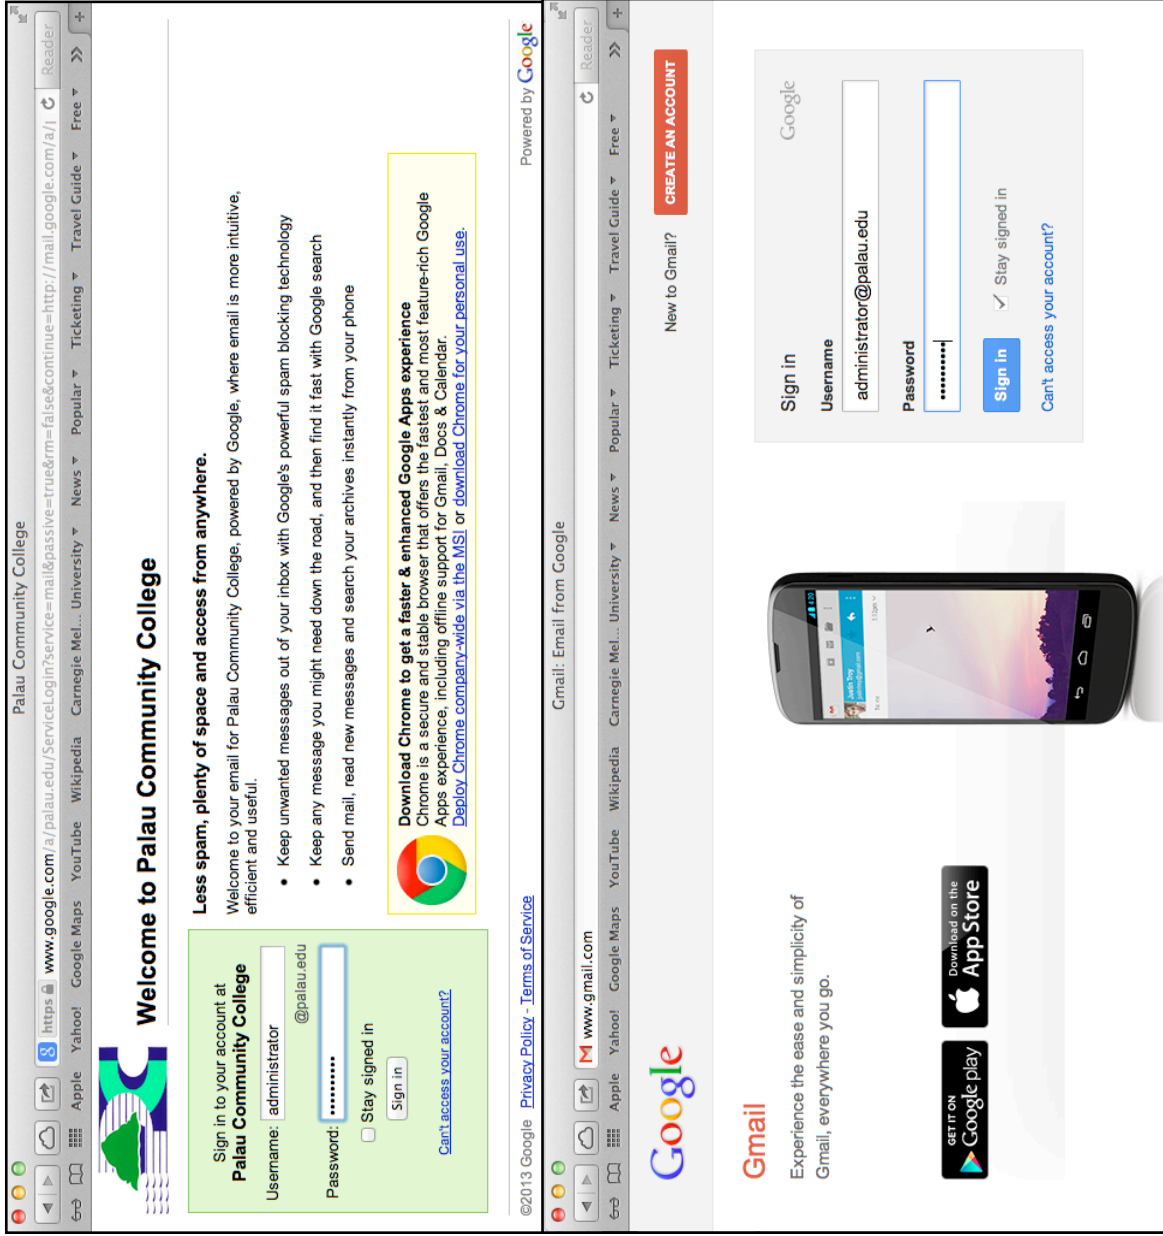 Palau Community College
https www.google.com/a/palau.edu/ServiceLogin?service=mail&passive=true&rm=false&continue=http://mail.google.com/a/ Reader
Apple Yahoo! Google Maps YouTube Wikipedia Carnegie Mel... University News Popular Ticketing Travel Guide Free
Welcome to Palau Community College
Sign in to your account at
Palau Community College
Username: administrator
@palau.edu
Password: ••••••••••
Stay signed in
Sign in
Can't access your account?
Less spam, plenty of space and access from anywhere.
Welcome to your email for Palau Community College, powered by Google, where email is more intuitive,
efficient and useful.
• Keep unwanted messages out of your inbox with Google's powerful spam blocking technology
• Keep any message you might need down the road, and then find it fast with Google search
• Send mail, read new messages and search your archives instantly from your phone
Download Chrome to get a faster & enhanced Google Apps experience
Chrome is a secure and stable browser that offers the fastest and most feature-rich Google
Apps experience, including offline support for Gmail, Docs & Calendar.
Deploy Chrome company-wide via the MSI or download Chrome for your personal use.
©2013 Google Privacy Policy - Terms of Service Powered by Google
Gmail: Email from Google
www.gmail.com Reader
Apple Yahoo! Google Maps YouTube Wikipedia Carnegie Mel... University News Popular Ticketing Travel Guide Free
Google
New to Gmail? CREATE AN ACCOUNT
Gmail
Experience the ease and simplicity of
Gmail, everywhere you go.
GET IT ON
Google play
Download on the
App Store
4:20
Justin Troy
To: me
1:12pm
Sign in Google
Username
administrator@palau.edu
Password
••••••••••
Sign in Stay signed in
Can't access your account?